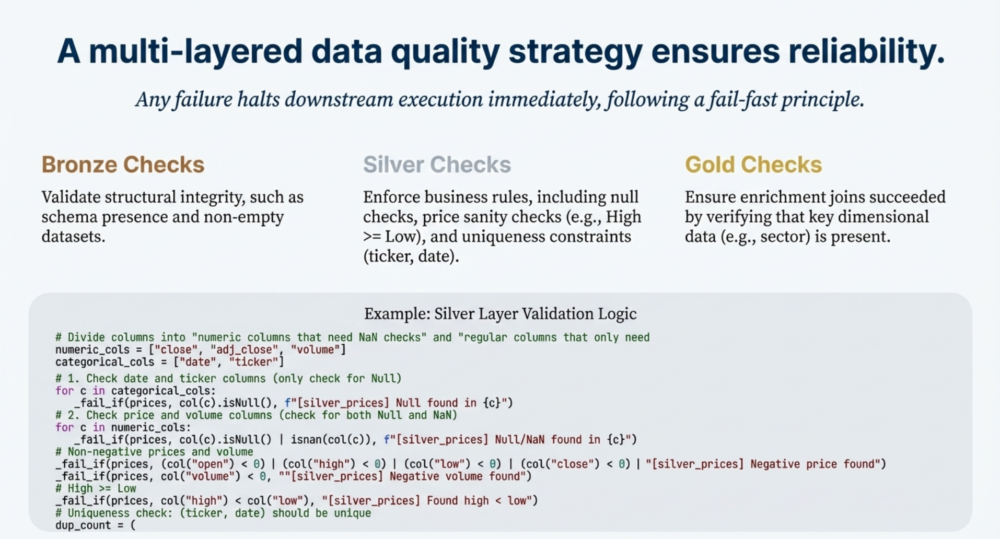 A multi-layered data quality strategy ensures reliability.
Any failure halts downstream execution immediately, following a fail-fast principle.
Bronze Checks
Validate structural integrity, such as
schema presence and non-empty
datasets.
Silver Checks
Enforce business rules, including null
checks, price sanity checks (e.g., High
>= Low), and uniqueness constraints
(ticker, date).
Gold Checks
Ensure enrichment joins succeeded
by verifying that key dimensional
data (e.g., sector) is present.
Example: Silver Layer Validation Logic
# Divide columns into "numeric columns that need NaN checks" and "regular columns that only need
numeric_cols = ["close", "adj_close", "volume"]
categorical_cols = ["date", "ticker"]
# 1. Check date and ticker columns (only check for Null)
for c in categorical_cols:
   _fail_if(prices, col(c).isNull(), f"[silver_prices] Null found in {c}")
# 2. Check price and volume columns (check for both Null and NaN)
for c in numeric_cols:
   _fail_if(prices, col(c).isNull() | isnan(col(c)), f"[silver_prices] Null/NaN found in {c}")
# Non-negative prices and volume
_fail_if(prices, (col("open") < 0) | (col("high") < 0) | (col("low") < 0) | (col("close") < 0) | "[silver_prices] Negative price found")
_fail_if(prices, col("volume") < 0, ""[silver_prices] Negative volume found")
# High >= Low
_fail_if(prices, col("high") < col("low"), "[silver_prices] Found high < low")
# Uniqueness check: (ticker, date) should be unique
dup_count = (